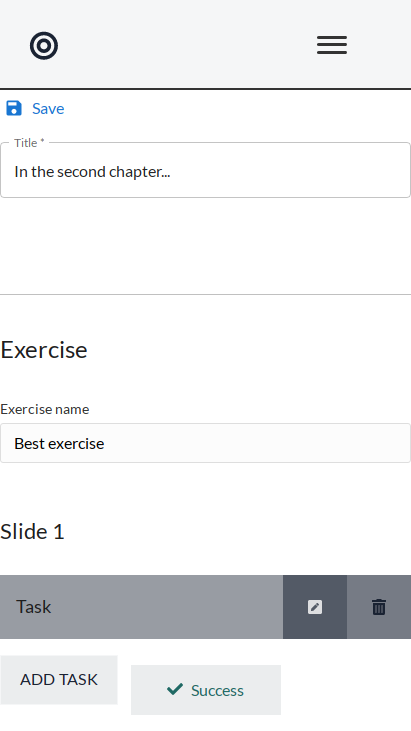 Save
Title *
In the second chapter...
Exercise
Exercise name
Best exercise
Slide 1
Task
ADD TASK
Success